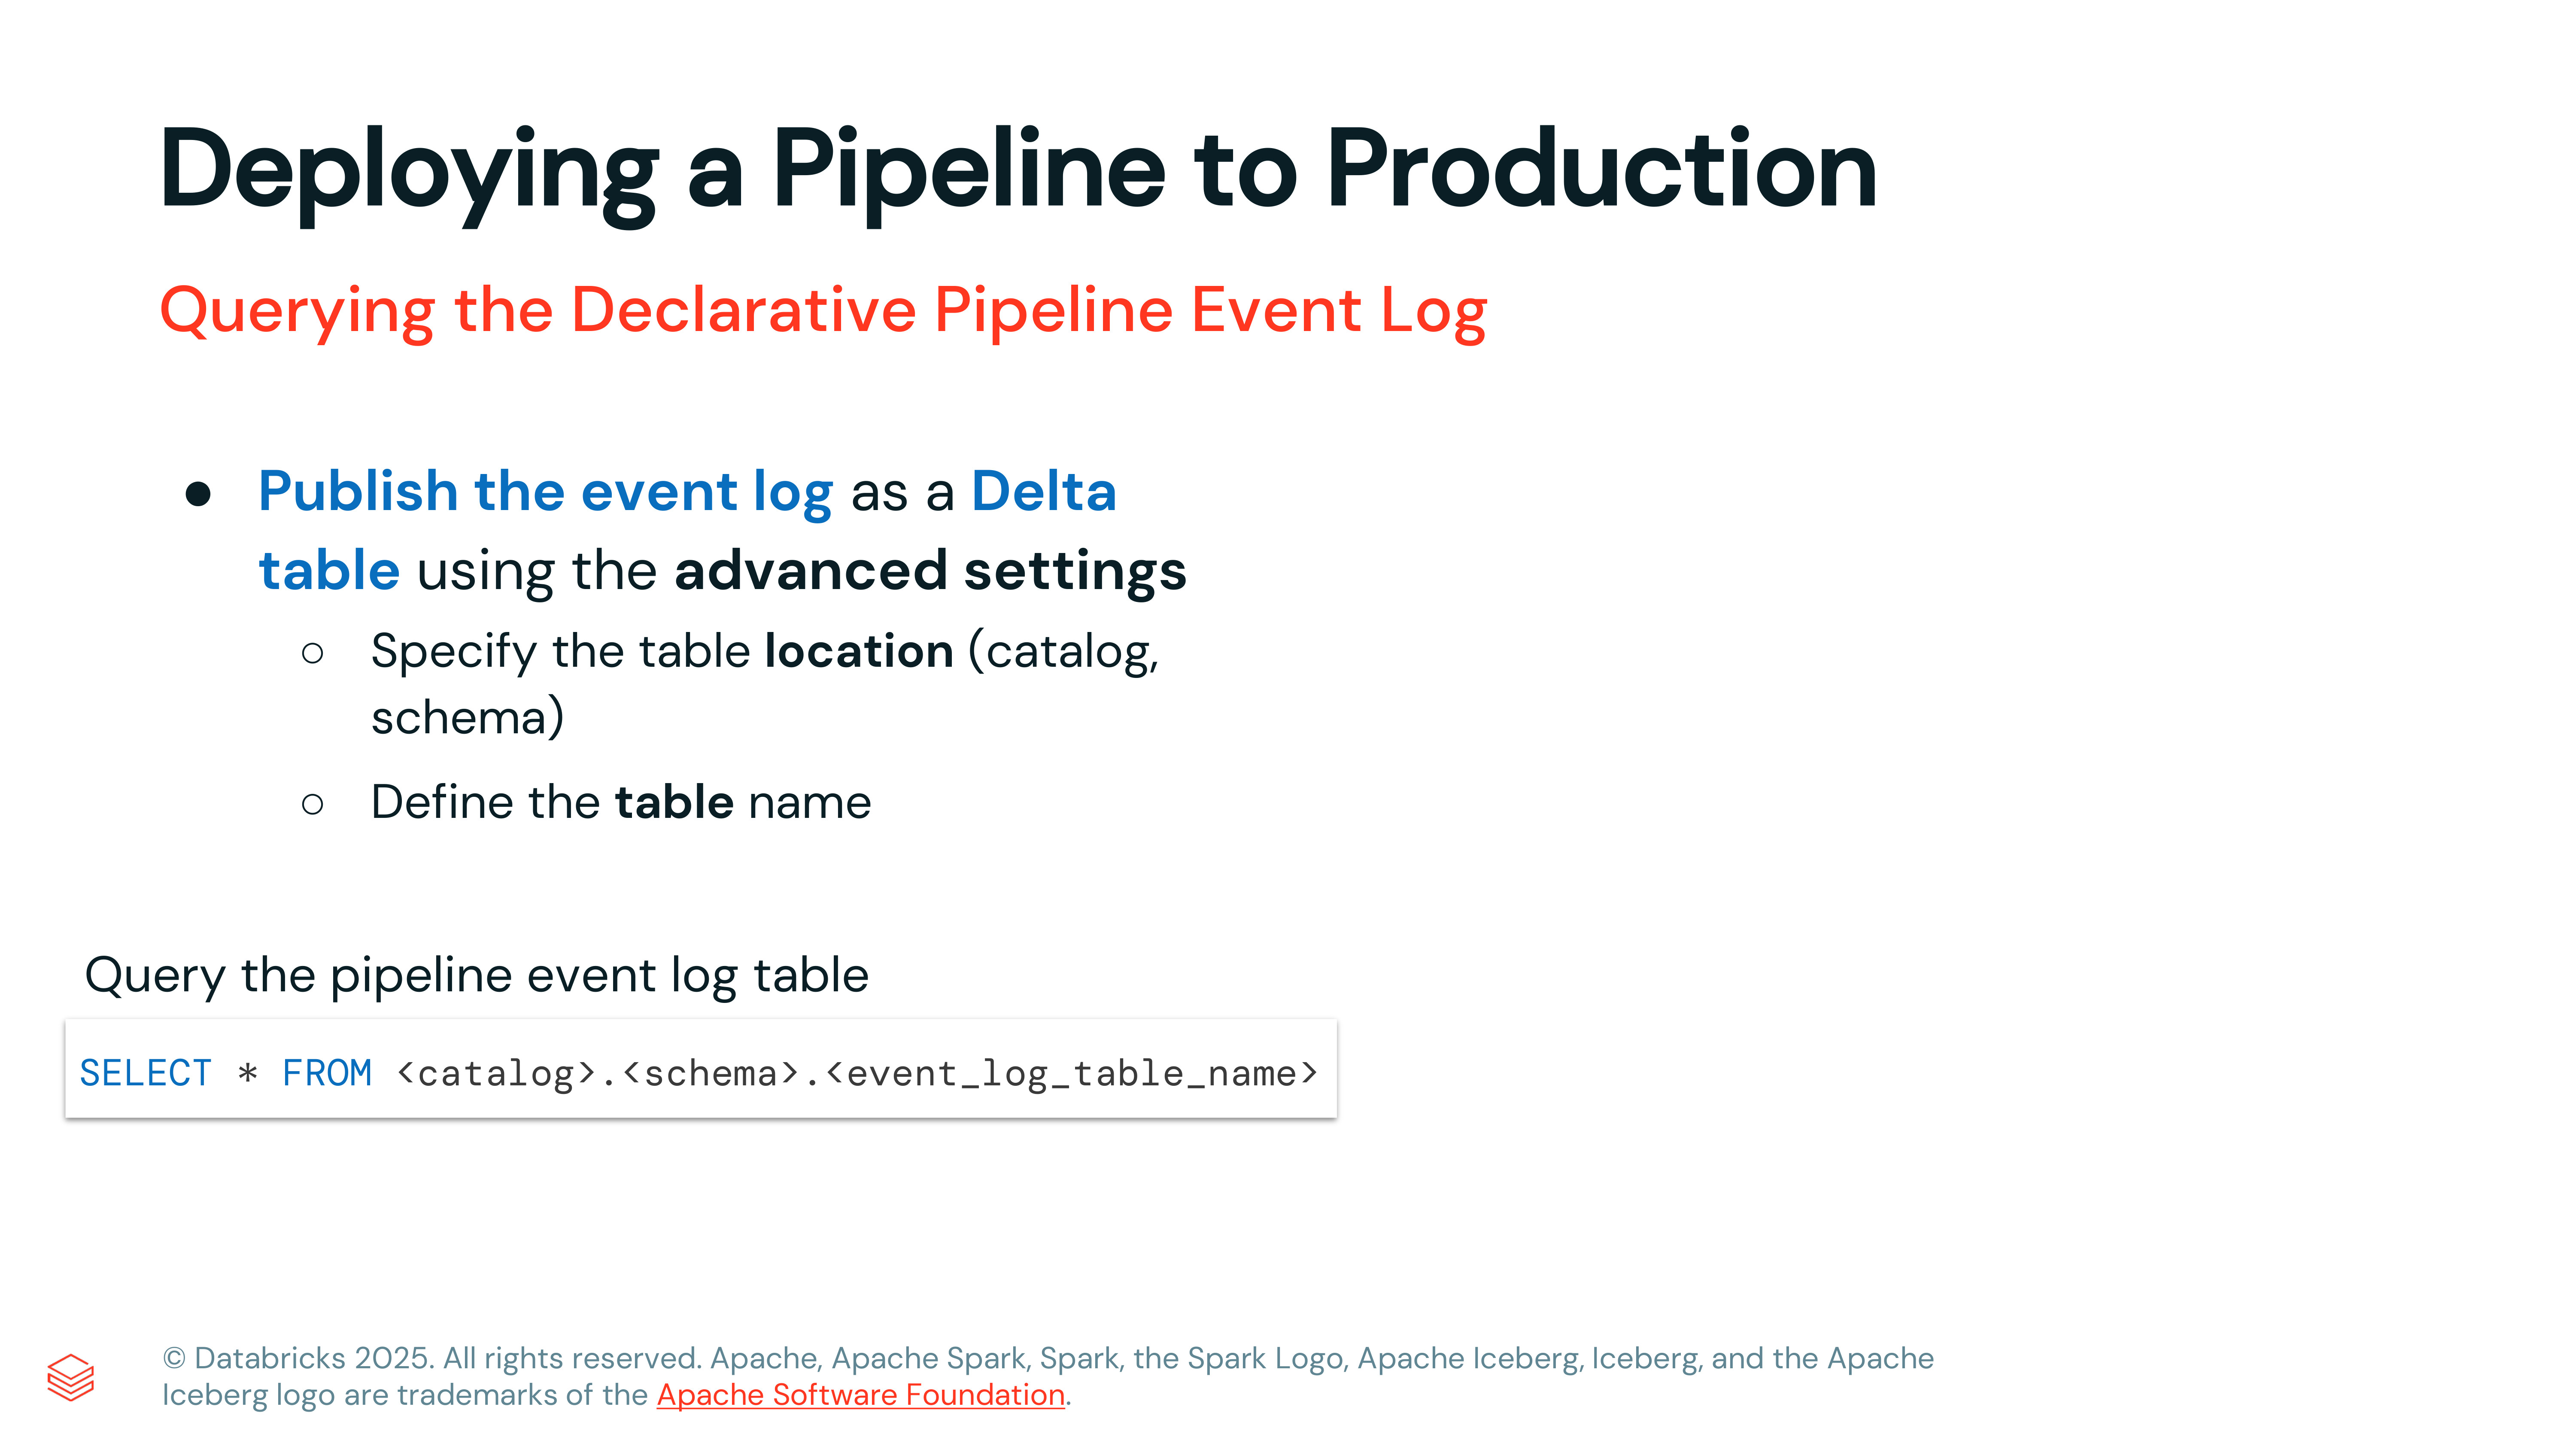 Deploying a Pipeline to Production
Querying the Declarative Pipeline Event Log
● Publish the event log as a Delta
table using the advanced settings
○ Specify the table location (catalog,
schema)
○ Define the table name
Query the pipeline event log table
SELECT * FROM <catalog>.<schema>.<event_log_table_name>
© Databricks 2025. All rights reserved. Apache, Apache Spark, Spark, the Spark Logo, Apache Iceberg, Iceberg, and the Apache
Iceberg logo are trademarks of the Apache Software Foundation.